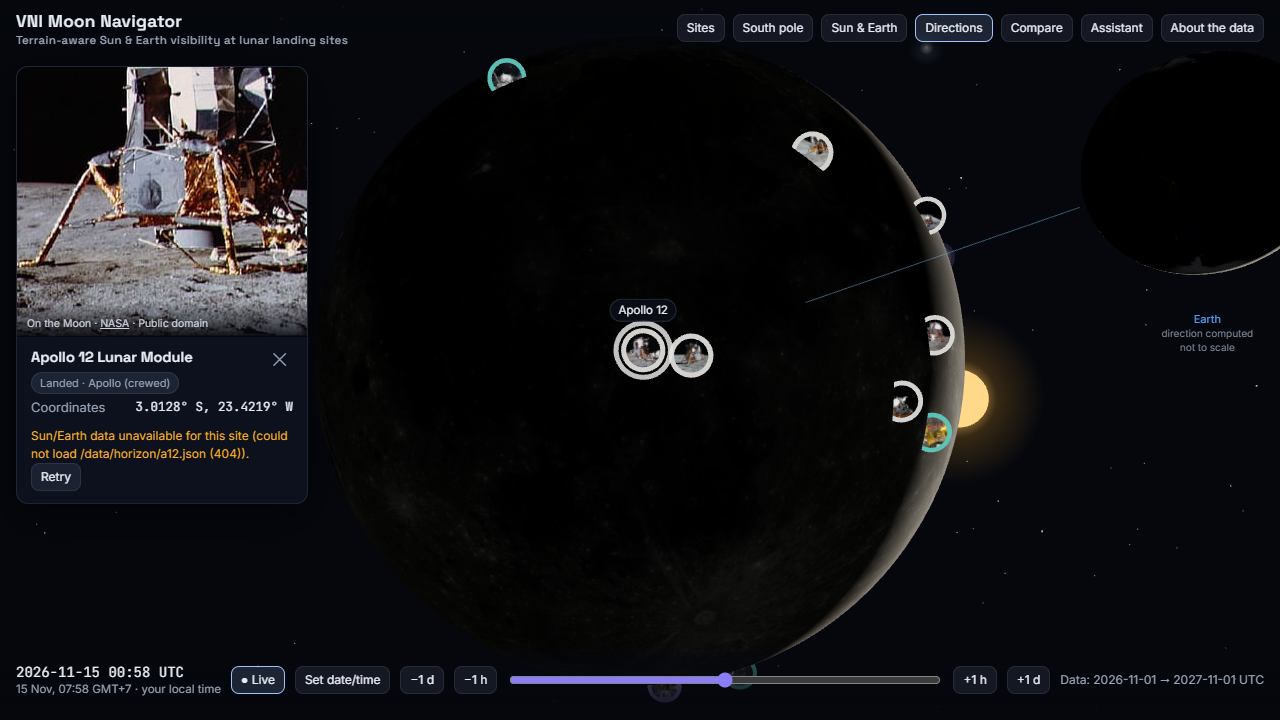 VNI Moon Navigator
Terrain-aware Sun & Earth visibility at lunar landing sites
Sites
South pole
Sun & Earth
Directions
Compare
Assistant
About the data
On the Moon · NASA · Public domain
Apollo 12 Lunar Module
Landed · Apollo (crewed)
Coordinates 3.0128° S, 23.4219° W
Sun/Earth data unavailable for this site (could
not load /data/horizon/a12.json (404)).
Retry
Apollo 12
Earth
direction computed
not to scale
2026-11-15 00:58 UTC
15 Nov, 07:58 GMT+7 · your local time
● Live
Set date/time
−1 d
−1 h
+1 h
+1 d
Data: 2026-11-01 → 2027-11-01 UTC